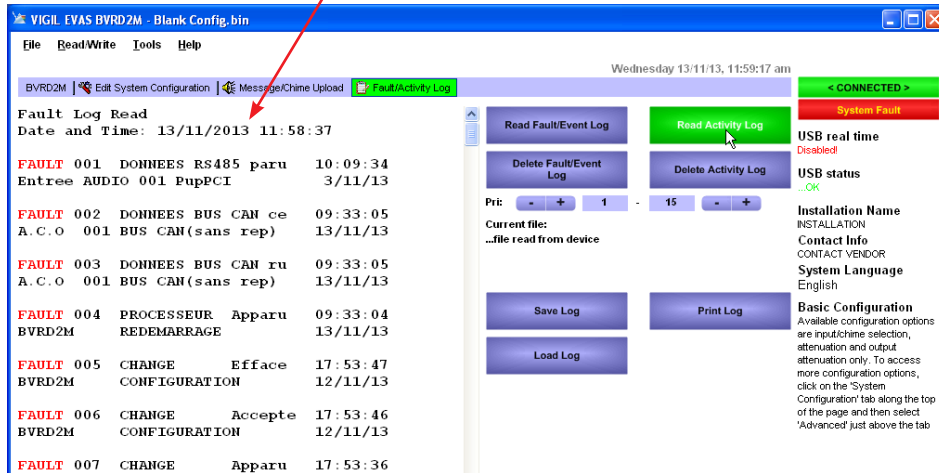 VIGIL EVAS BVRD2M - Blank Config.bin
File Read/Write Tools Help
Wednesday 13/11/13, 11:59:17 am
BVRD2M Edit System Configuration Message/Chime Upload Fault/Activity Log
Fault Log Read
Date and Time: 13/11/2013 11:58:37
FAULT 001 DONNEES RS485 paru 10:09:34
Entree AUDIO 001 PupPCI 3/11/13
FAULT 002 DONNEES BUS CAN ce 09:33:05
A.C.O 001 BUS CAN(sans rep) 13/11/13
FAULT 003 DONNEES BUS CAN ru 09:33:05
A.C.O 001 BUS CAN(sans rep) 13/11/13
FAULT 004 PROCESSEUR Apparu 09:33:04
BVRD2M REDEMARRAGE 13/11/13
FAULT 005 CHANGE Efface 17:53:47
BVRD2M CONFIGURATION 12/11/13
FAULT 006 CHANGE Accepte 17:53:46
BVRD2M CONFIGURATION 12/11/13
FAULT 007 CHANGE Apparu 17:53:36
Read Fault/Event Log
Read Activity Log
Delete Fault/Event
Log
Delete Activity Log
Pri: - + 1 - 15 - +
Current file:
...file read from device
Save Log
Print Log
Load Log
< CONNECTED >
System Fault
USB real time
Disabled!
USB status
...OK
Installation Name
INSTALLATION
Contact Info
CONTACT VENDOR
System Language
English
Basic Configuration
Available configuration options
are input/chime selection,
attenuation and output
attenuation only. To access
more configuration options,
click on the 'System
Configuration' tab along the top
of the page and then select
'Advanced' just above the tab